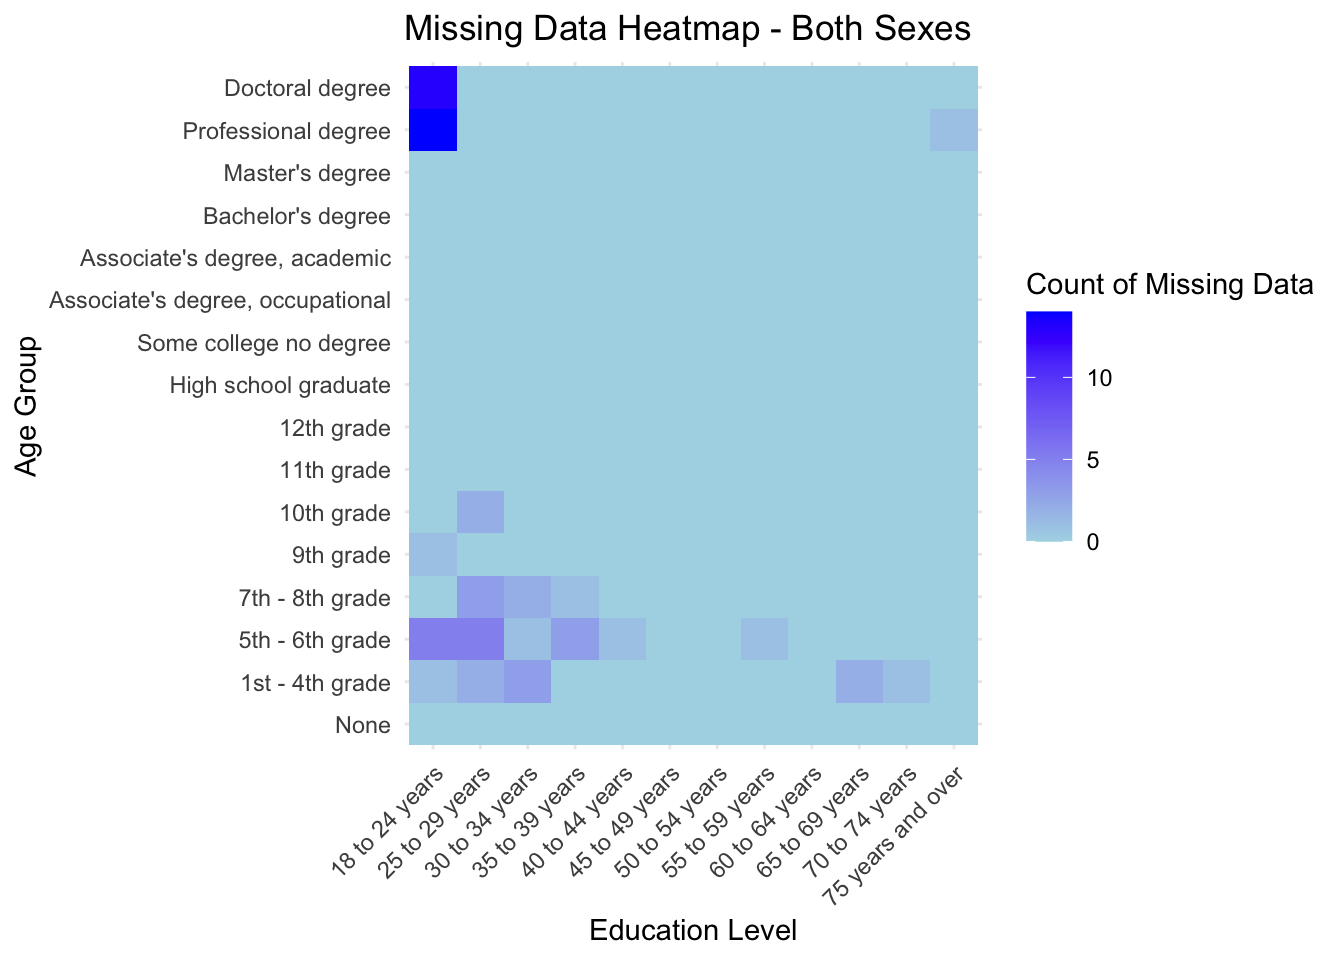 Missing Data Heatmap - Both Sexes
Age Group
Doctoral degree
Professional degree
Master's degree
Bachelor's degree
Associate's degree, academic
Associate's degree, occupational
Some college no degree
High school graduate
12th grade
11th grade
10th grade
9th grade
7th - 8th grade
5th - 6th grade
1st - 4th grade
None
18 to 24 years
25 to 29 years
30 to 34 years
35 to 39 years
40 to 44 years
45 to 49 years
50 to 54 years
55 to 59 years
60 to 64 years
65 to 69 years
70 to 74 years
75 years and over
Education Level
Count of Missing Data
10
5
0